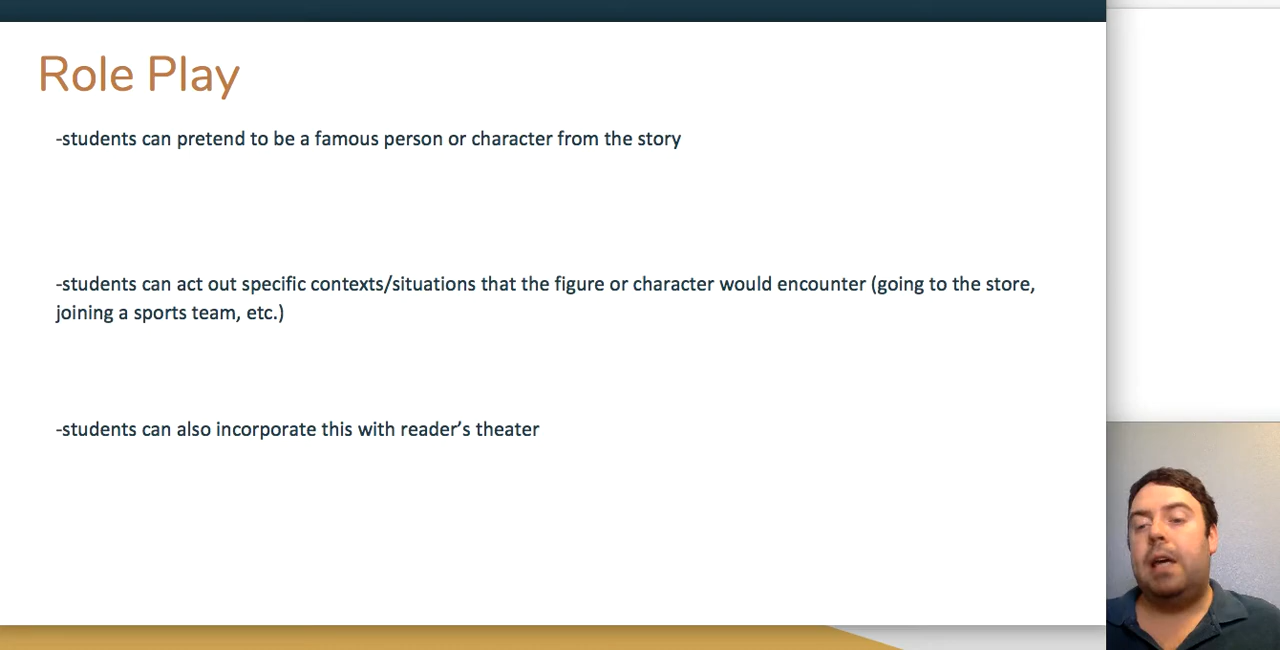 Role Play
-students can pretend to be a famous person or character from the story
-students can act out specific contexts/situations that the figure or character would encounter (going to the store,
joining a sports team, etc.)
-students can also incorporate this with reader’s theater